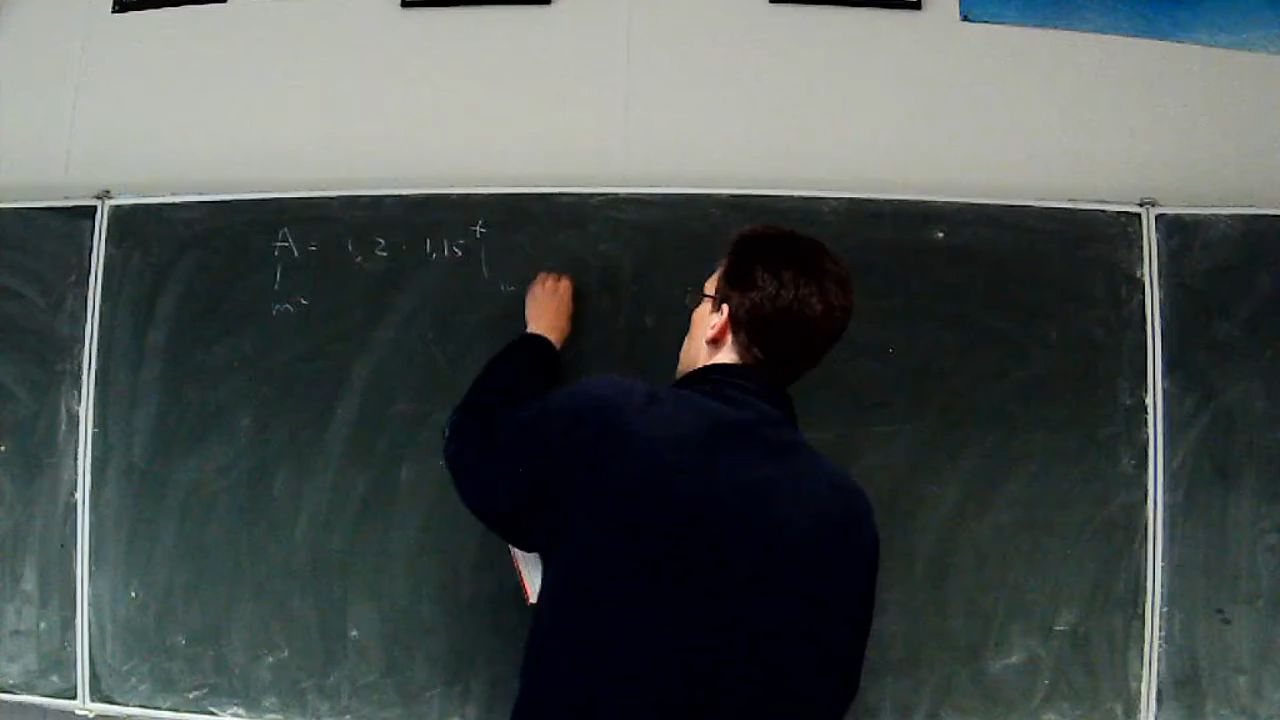 A = 1,2 · 1,15^t
m²